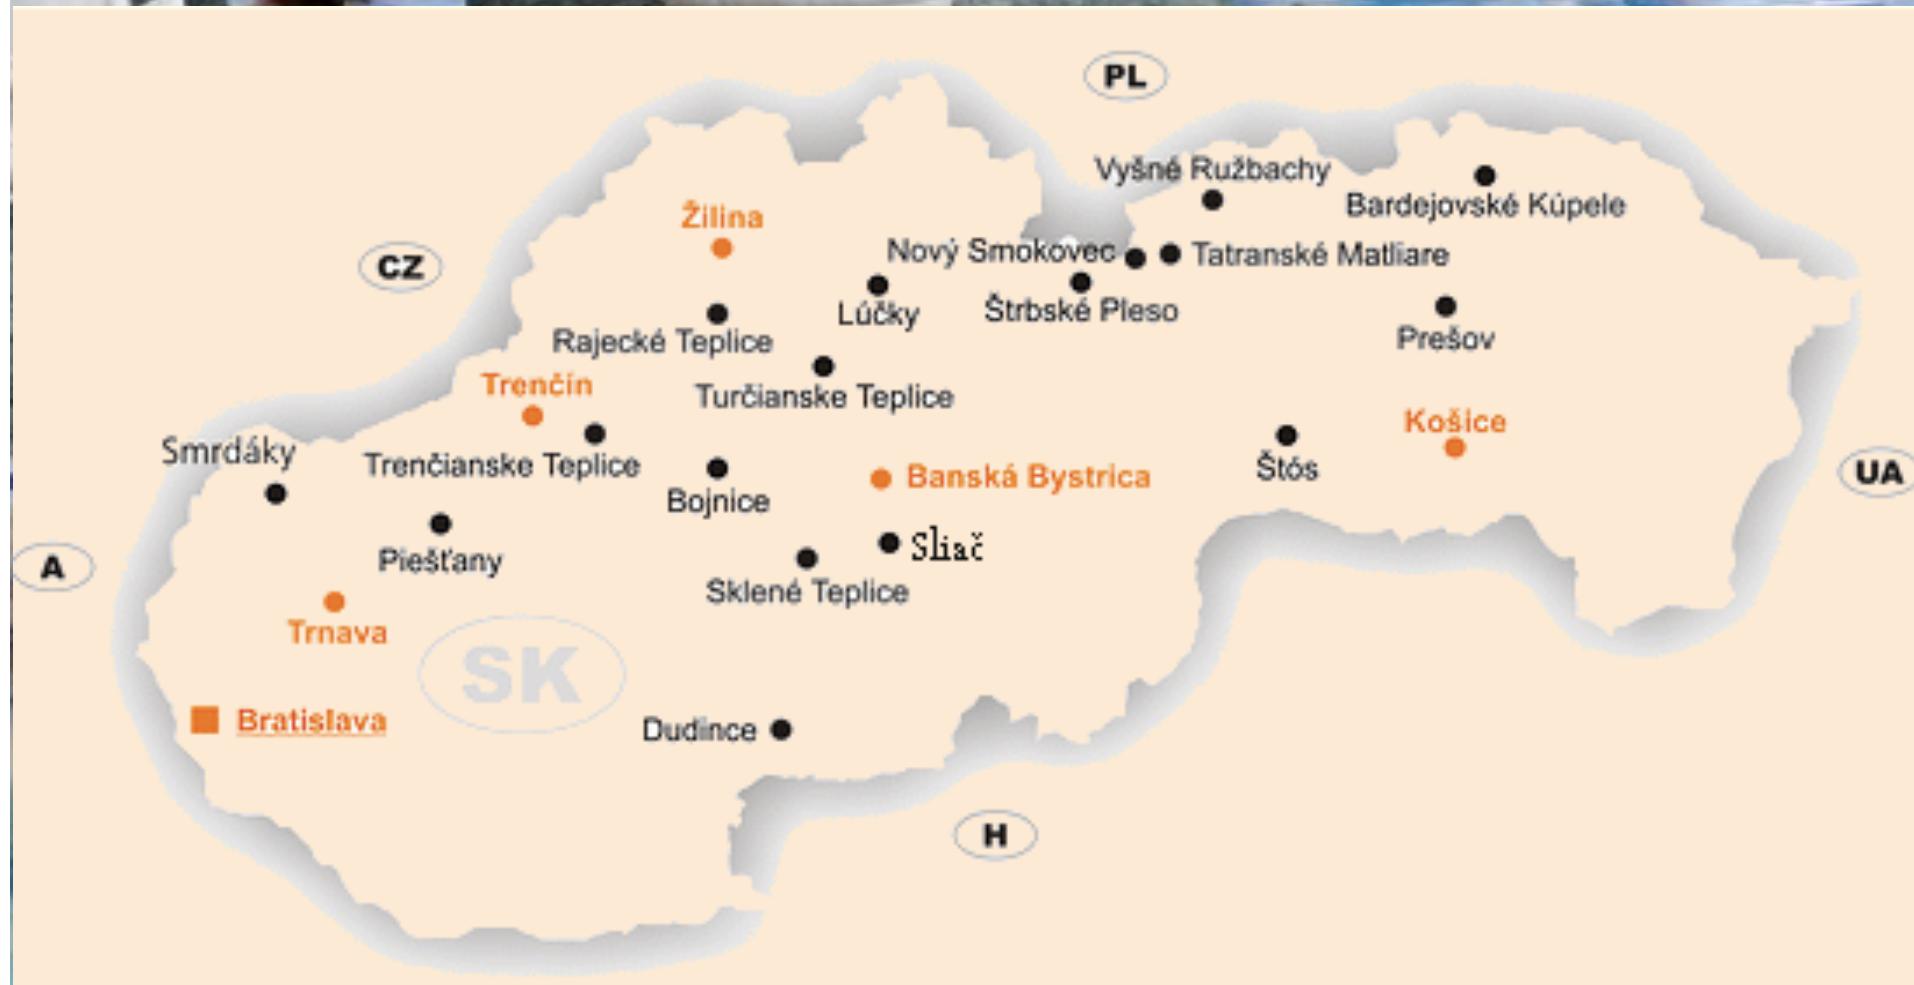 PL
Vyšné Ružbachy
Bardejovské Kúpele
Žilina
CZ
Nový Smokovec
Tatranské Matliare
Lúčky
Štrbské Pleso
Rajecké Teplice
Prešov
Trenčín
Turčianske Teplice
Košice
Smrdáky
Trenčianske Teplice
Štós
UA
Bojnice
Banská Bystrica
Piešťany
Sliač
A
Sklené Teplice
Trnava
SK
Bratislava
Dudince
H